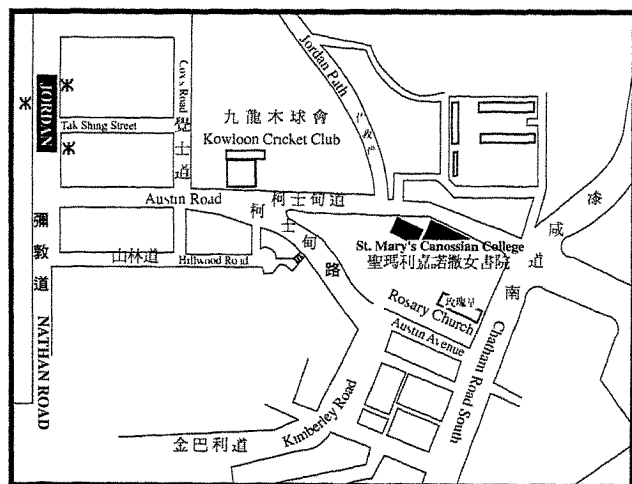 JORDAN
Cox's Road
覺士道
Tak Shing Street
Jordan Path
九龍木球會
Kowloon Cricket Club
Austin Road
柯士甸道
柯士甸路
山林道
Hillwood Road
St. Mary's Canossian College
聖瑪利嘉諾撒女書院
漆咸道南
彌敦道
NATHAN ROAD
Rosary Church
玫瑰堂
Austin Avenue
Chatham Road South
Kimberley Road
金巴利道